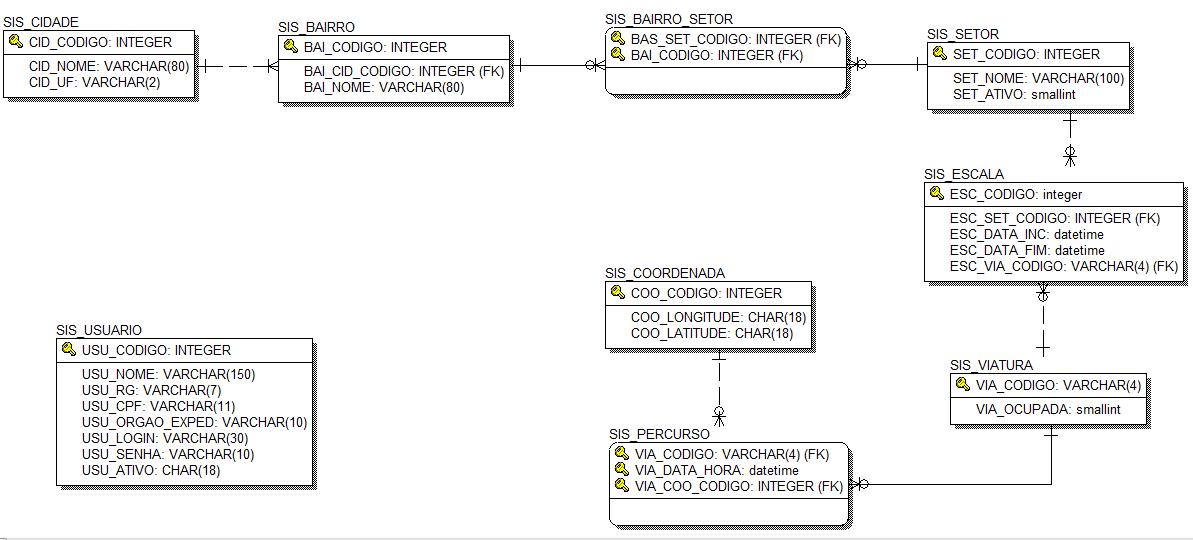 SIS_CIDADE
CID_CODIGO: INTEGER
CID_NOME: VARCHAR(80)
CID_UF: VARCHAR(2)
SIS_BAIRRO
BAI_CODIGO: INTEGER
BAI_CID_CODIGO: INTEGER (FK)
BAI_NOME: VARCHAR(80)
SIS_BAIRRO_SETOR
BAS_SET_CODIGO: INTEGER (FK)
BAI_CODIGO: INTEGER (FK)
SIS_SETOR
SET_CODIGO: INTEGER
SET_NOME: VARCHAR(100)
SET_ATIVO: smallint
SIS_ESCALA
ESC_CODIGO: integer
ESC_SET_CODIGO: INTEGER (FK)
ESC_DATA_INC: datetime
ESC_DATA_FIM: datetime
ESC_VIA_CODIGO: VARCHAR(4) (FK)
SIS_COORDENADA
COO_CODIGO: INTEGER
COO_LONGITUDE: CHAR(18)
COO_LATITUDE: CHAR(18)
SIS_USUARIO
USU_CODIGO: INTEGER
USU_NOME: VARCHAR(150)
USU_RG: VARCHAR(7)
USU_CPF: VARCHAR(11)
USU_ORGAO_EXPED: VARCHAR(10)
USU_LOGIN: VARCHAR(30)
USU_SENHA: VARCHAR(10)
USU_ATIVO: CHAR(18)
SIS_VIATURA
VIA_CODIGO: VARCHAR(4)
VIA_OCUPADA: smallint
SIS_PERCURSO
VIA_CODIGO: VARCHAR(4) (FK)
VIA_DATA_HORA: datetime
VIA_COO_CODIGO: INTEGER (FK)